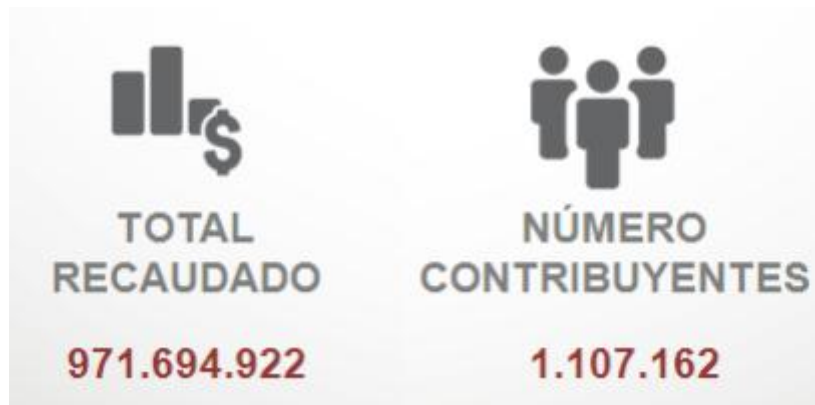 TOTAL
RECAUDADO
971.694.922
NÚMERO
CONTRIBUYENTES
1.107.162